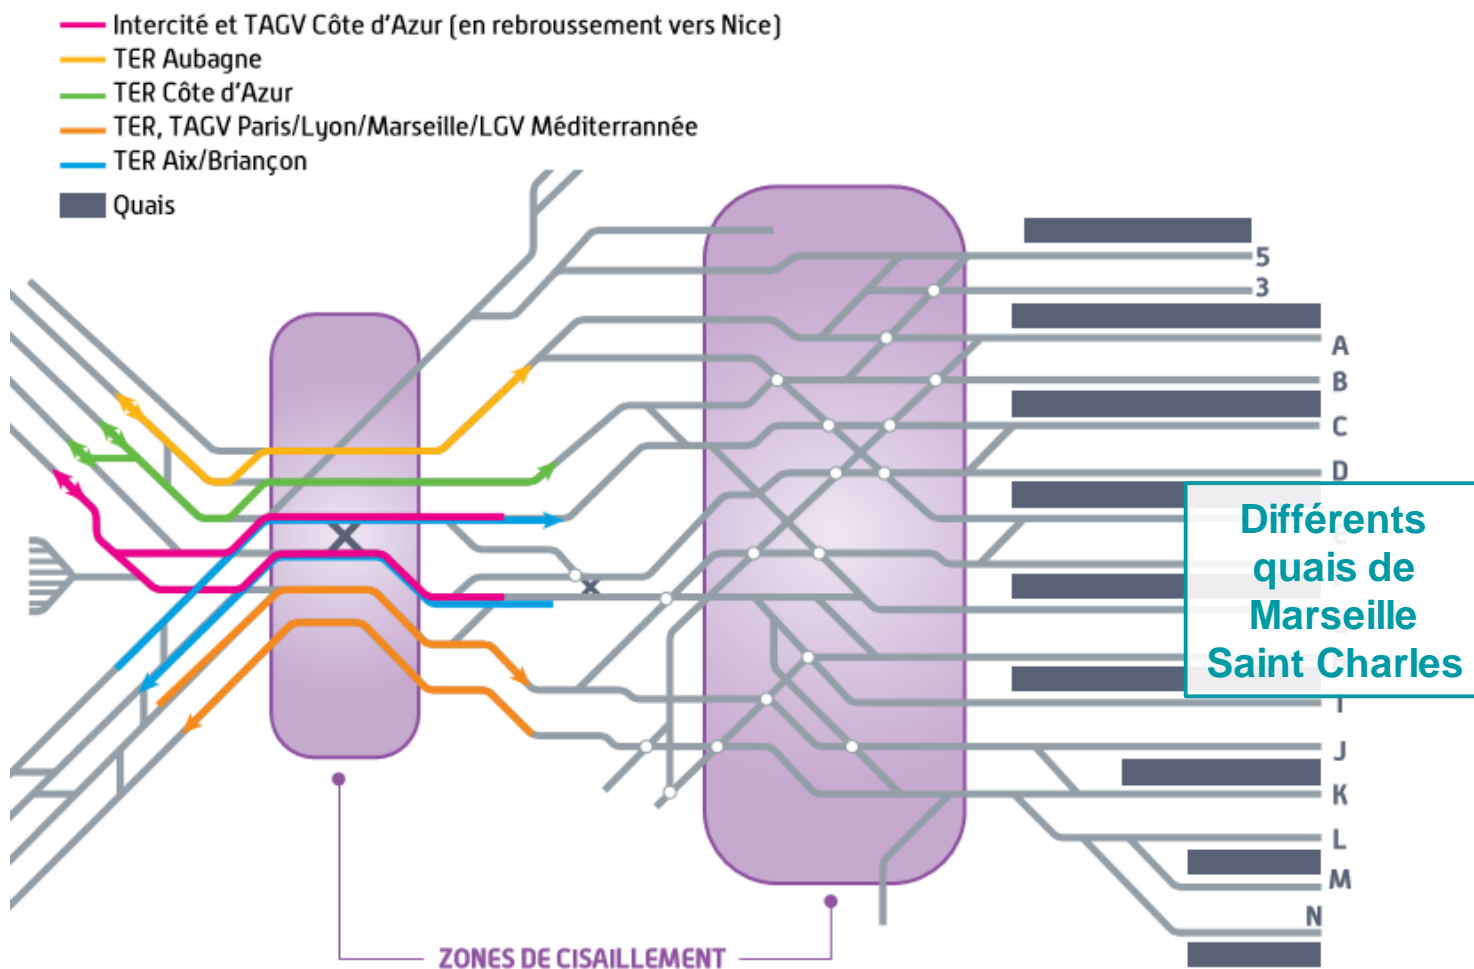 Intercité et TAGV Côte d'Azur (en rebroussement vers Nice)
TER Aubagne
TER Côte d'Azur
TER, TAGV Paris/Lyon/Marseille/LGV Méditerrannée
TER Aix/Briançon
Quais
5
3
A
B
C
D
Différents
quais de
Marseille
Saint Charles
J
K
L
M
N
ZONES DE CISAILLEMENT